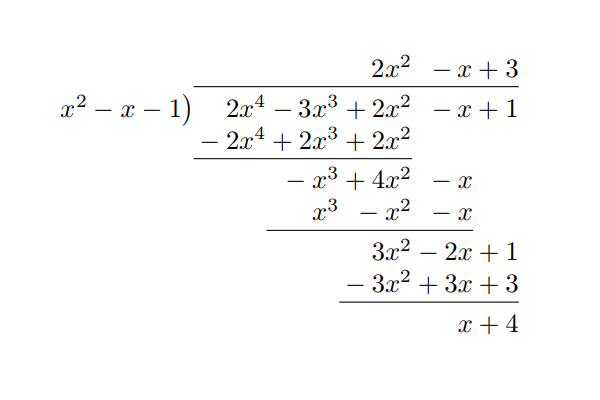 2x² − x + 3
x² − x − 1) 2x⁴ − 3x³ + 2x² − x + 1
− 2x⁴ + 2x³ + 2x²
− x³ + 4x² − x
x³ − x² − x
3x² − 2x + 1
− 3x² + 3x + 3
x + 4